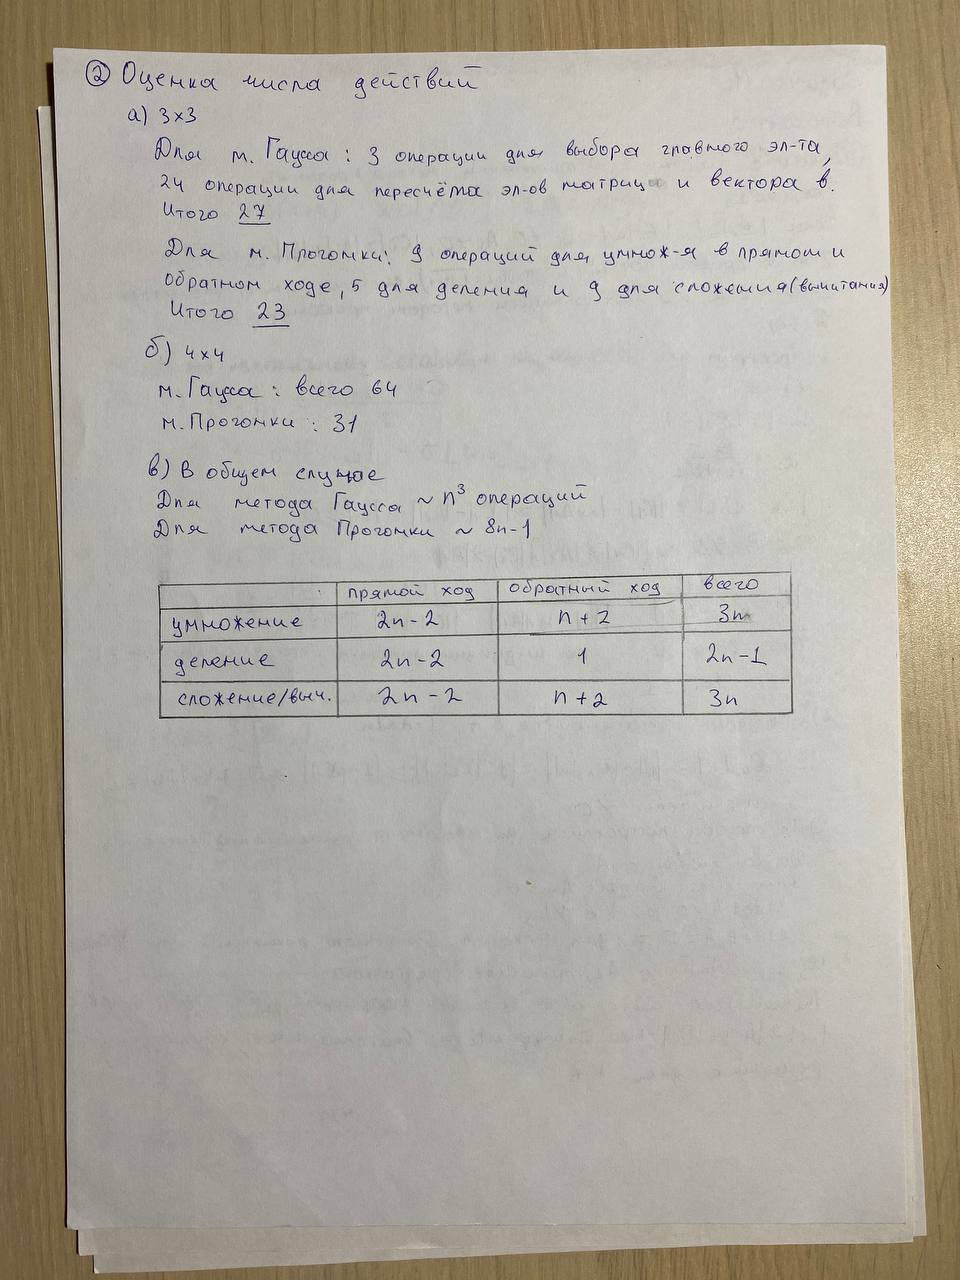 ② Оценка числа действий
а) 3×3
Для м. Гаусса: 3 операции для выбора главного эл-та,
24 операции для пересчёта эл-ов матрицы и вектора b.
Итого 27
Для м. Прогонки: 9 операций для умнож-я в прямом и
обратном ходе, 5 для деления и 9 для сложения (вычитания)
Итого 23
б) 4×4
м. Гаусса: всего 64
м. Прогонки: 31
в) В общем случае
Для метода Гаусса ~ n³ операций
Для метода Прогонки ~ 8n-1
прямой ход обратный ход всего
умножение 2n-2 n+2 3n
деление 2n-2 1 2n-1
сложение/выч. 2n-2 n+2 3n